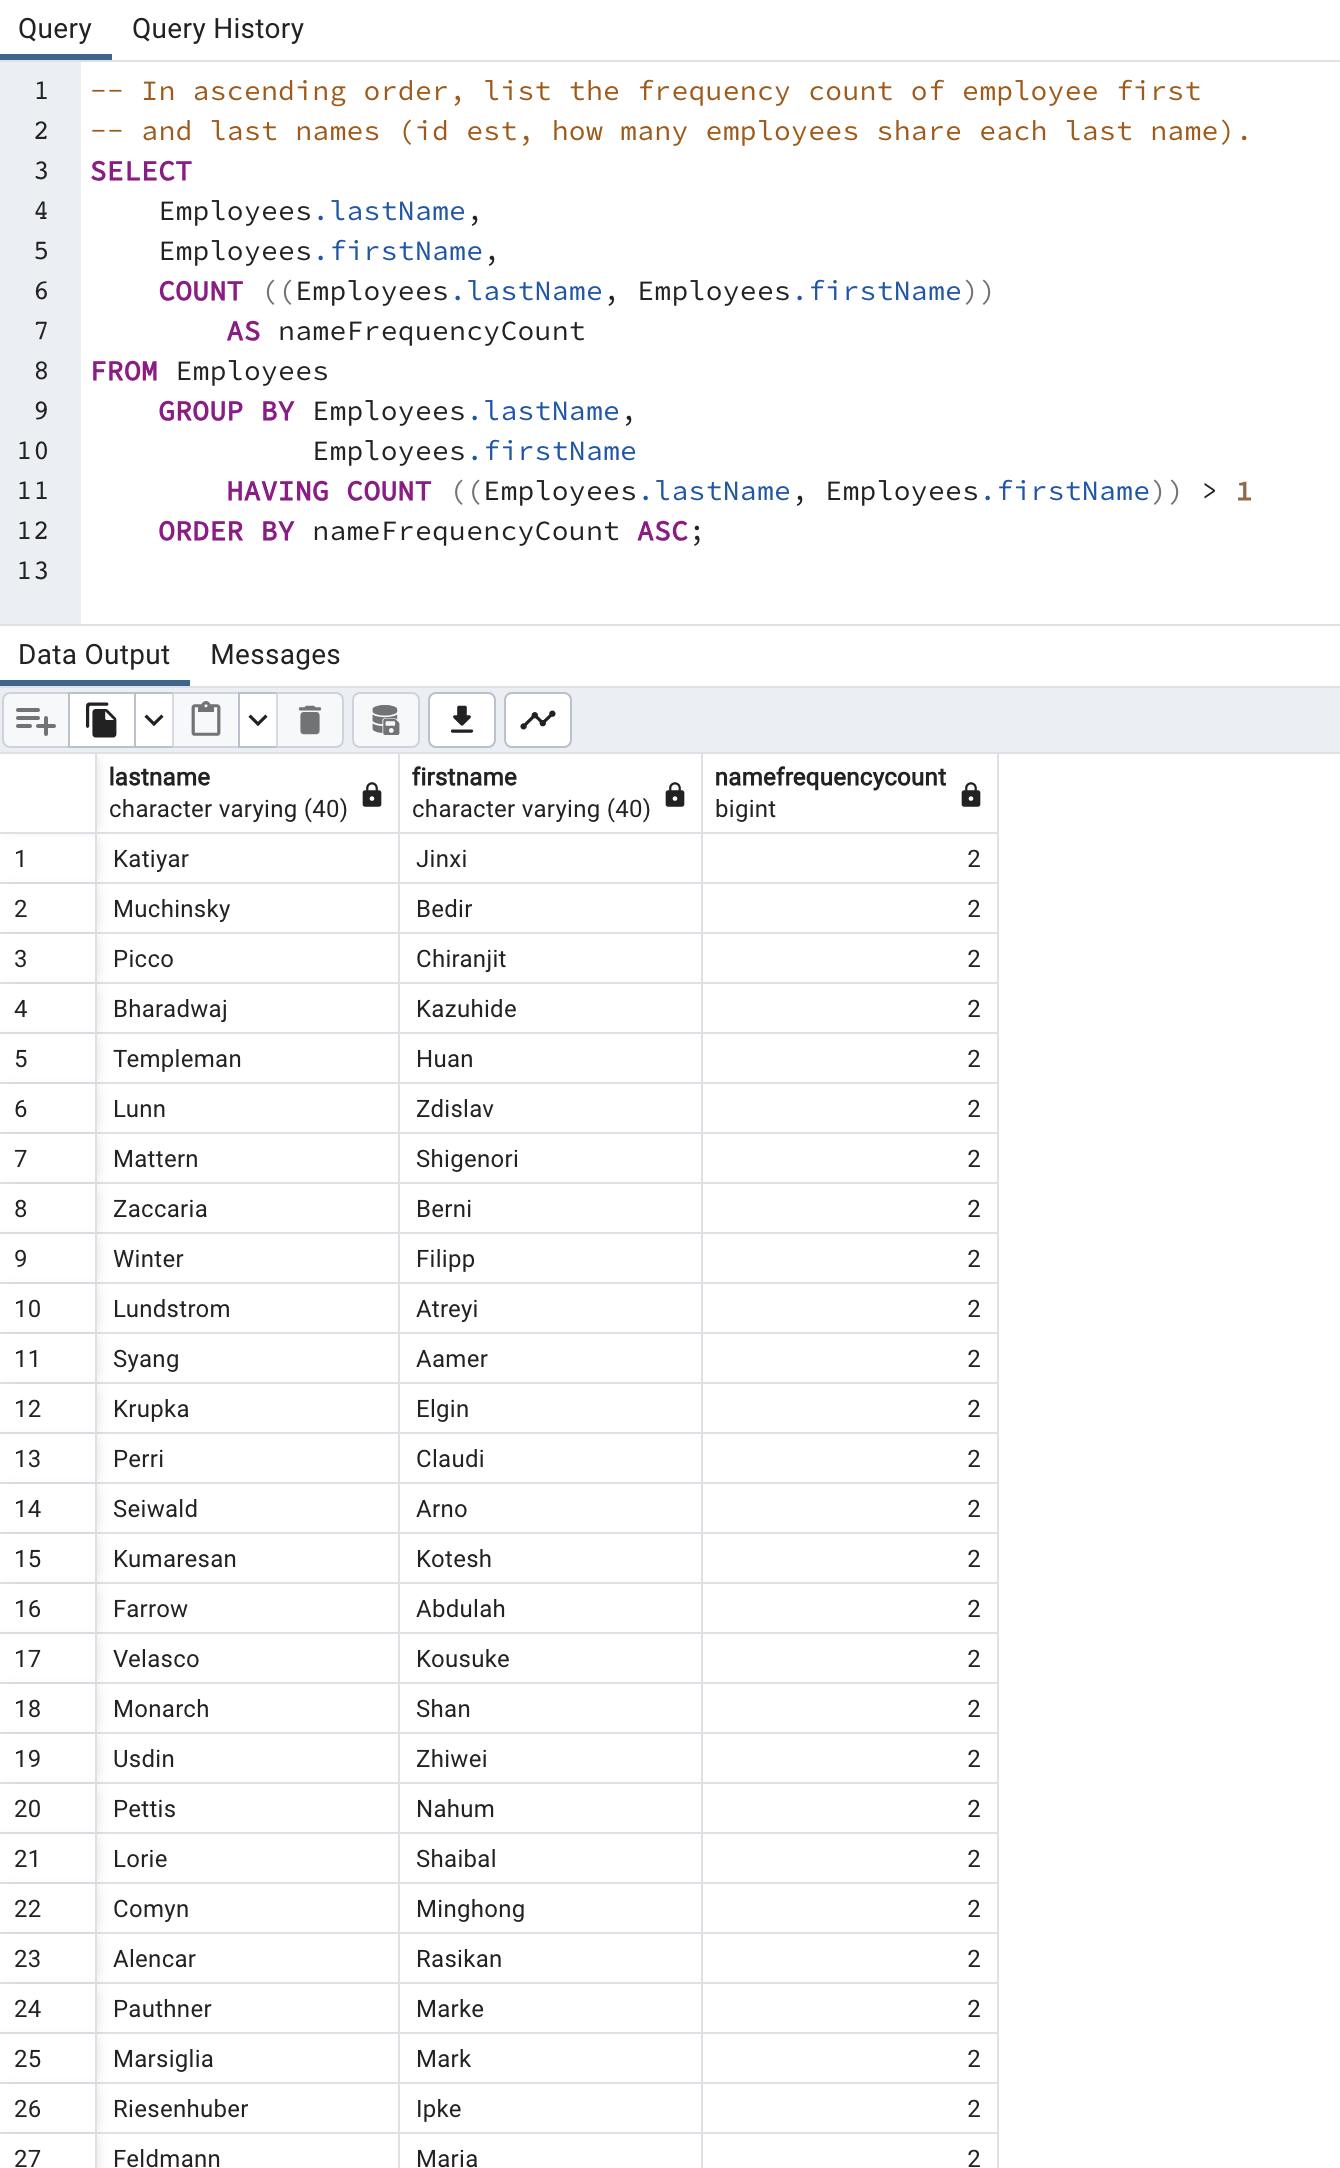 Query Query History
1 -- In ascending order, list the frequency count of employee first
2 -- and last names (id est, how many employees share each last name).
3 SELECT
4 Employees.lastName,
5 Employees.firstName,
6 COUNT ((Employees.lastName, Employees.firstName))
7 AS nameFrequencyCount
8 FROM Employees
9 GROUP BY Employees.lastName,
10 Employees.firstName
11 HAVING COUNT ((Employees.lastName, Employees.firstName)) > 1
12 ORDER BY nameFrequencyCount ASC;
13
Data Output Messages
lastname firstname namefrequencycount
character varying (40) character varying (40) bigint
1 Katiyar Jinxi 2
2 Muchinsky Bedir 2
3 Picco Chiranjit 2
4 Bharadwaj Kazuhide 2
5 Templeman Huan 2
6 Lunn Zdislav 2
7 Mattern Shigenori 2
8 Zaccaria Berni 2
9 Winter Filipp 2
10 Lundstrom Atreyi 2
11 Syang Aamer 2
12 Krupka Elgin 2
13 Perri Claudi 2
14 Seiwald Arno 2
15 Kumaresan Kotesh 2
16 Farrow Abdulah 2
17 Velasco Kousuke 2
18 Monarch Shan 2
19 Usdin Zhiwei 2
20 Pettis Nahum 2
21 Lorie Shaibal 2
22 Comyn Minghong 2
23 Alencar Rasikan 2
24 Pauthner Marke 2
25 Marsiglia Mark 2
26 Riesenhuber Ipke 2
27 Feldmann Maria 2